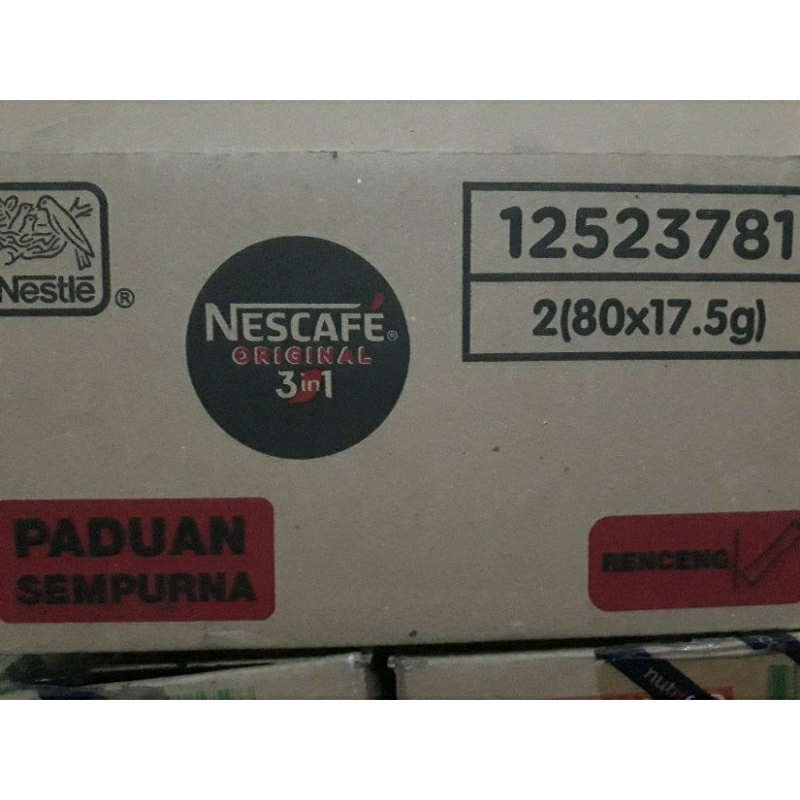 Nestlé ®
NESCAFÉ®
ORIGINAL
3in1
12523781
2(80x17.5g)
PADUAN
SEMPURNA
RENCENG